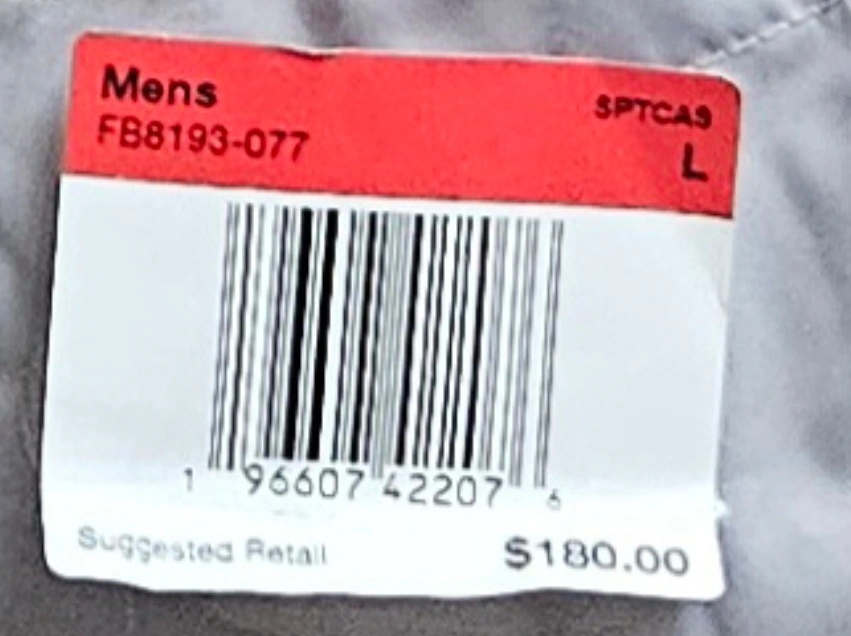 Mens
SPTCAS
FB8193-077
L
1 96607 42207 6
Suggested Retail $180.00